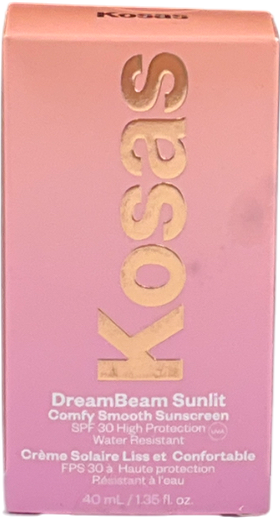 Kosas
Kosas
DreamBeam Sunlit
Comfy Smooth Sunscreen
SPF 30 High Protection UVA
Water Resistant
Crème Solaire Liss et Confortable
FPS 30 à Haute protection
Résistant à l'eau
40 mL / 1.35 fl. oz.